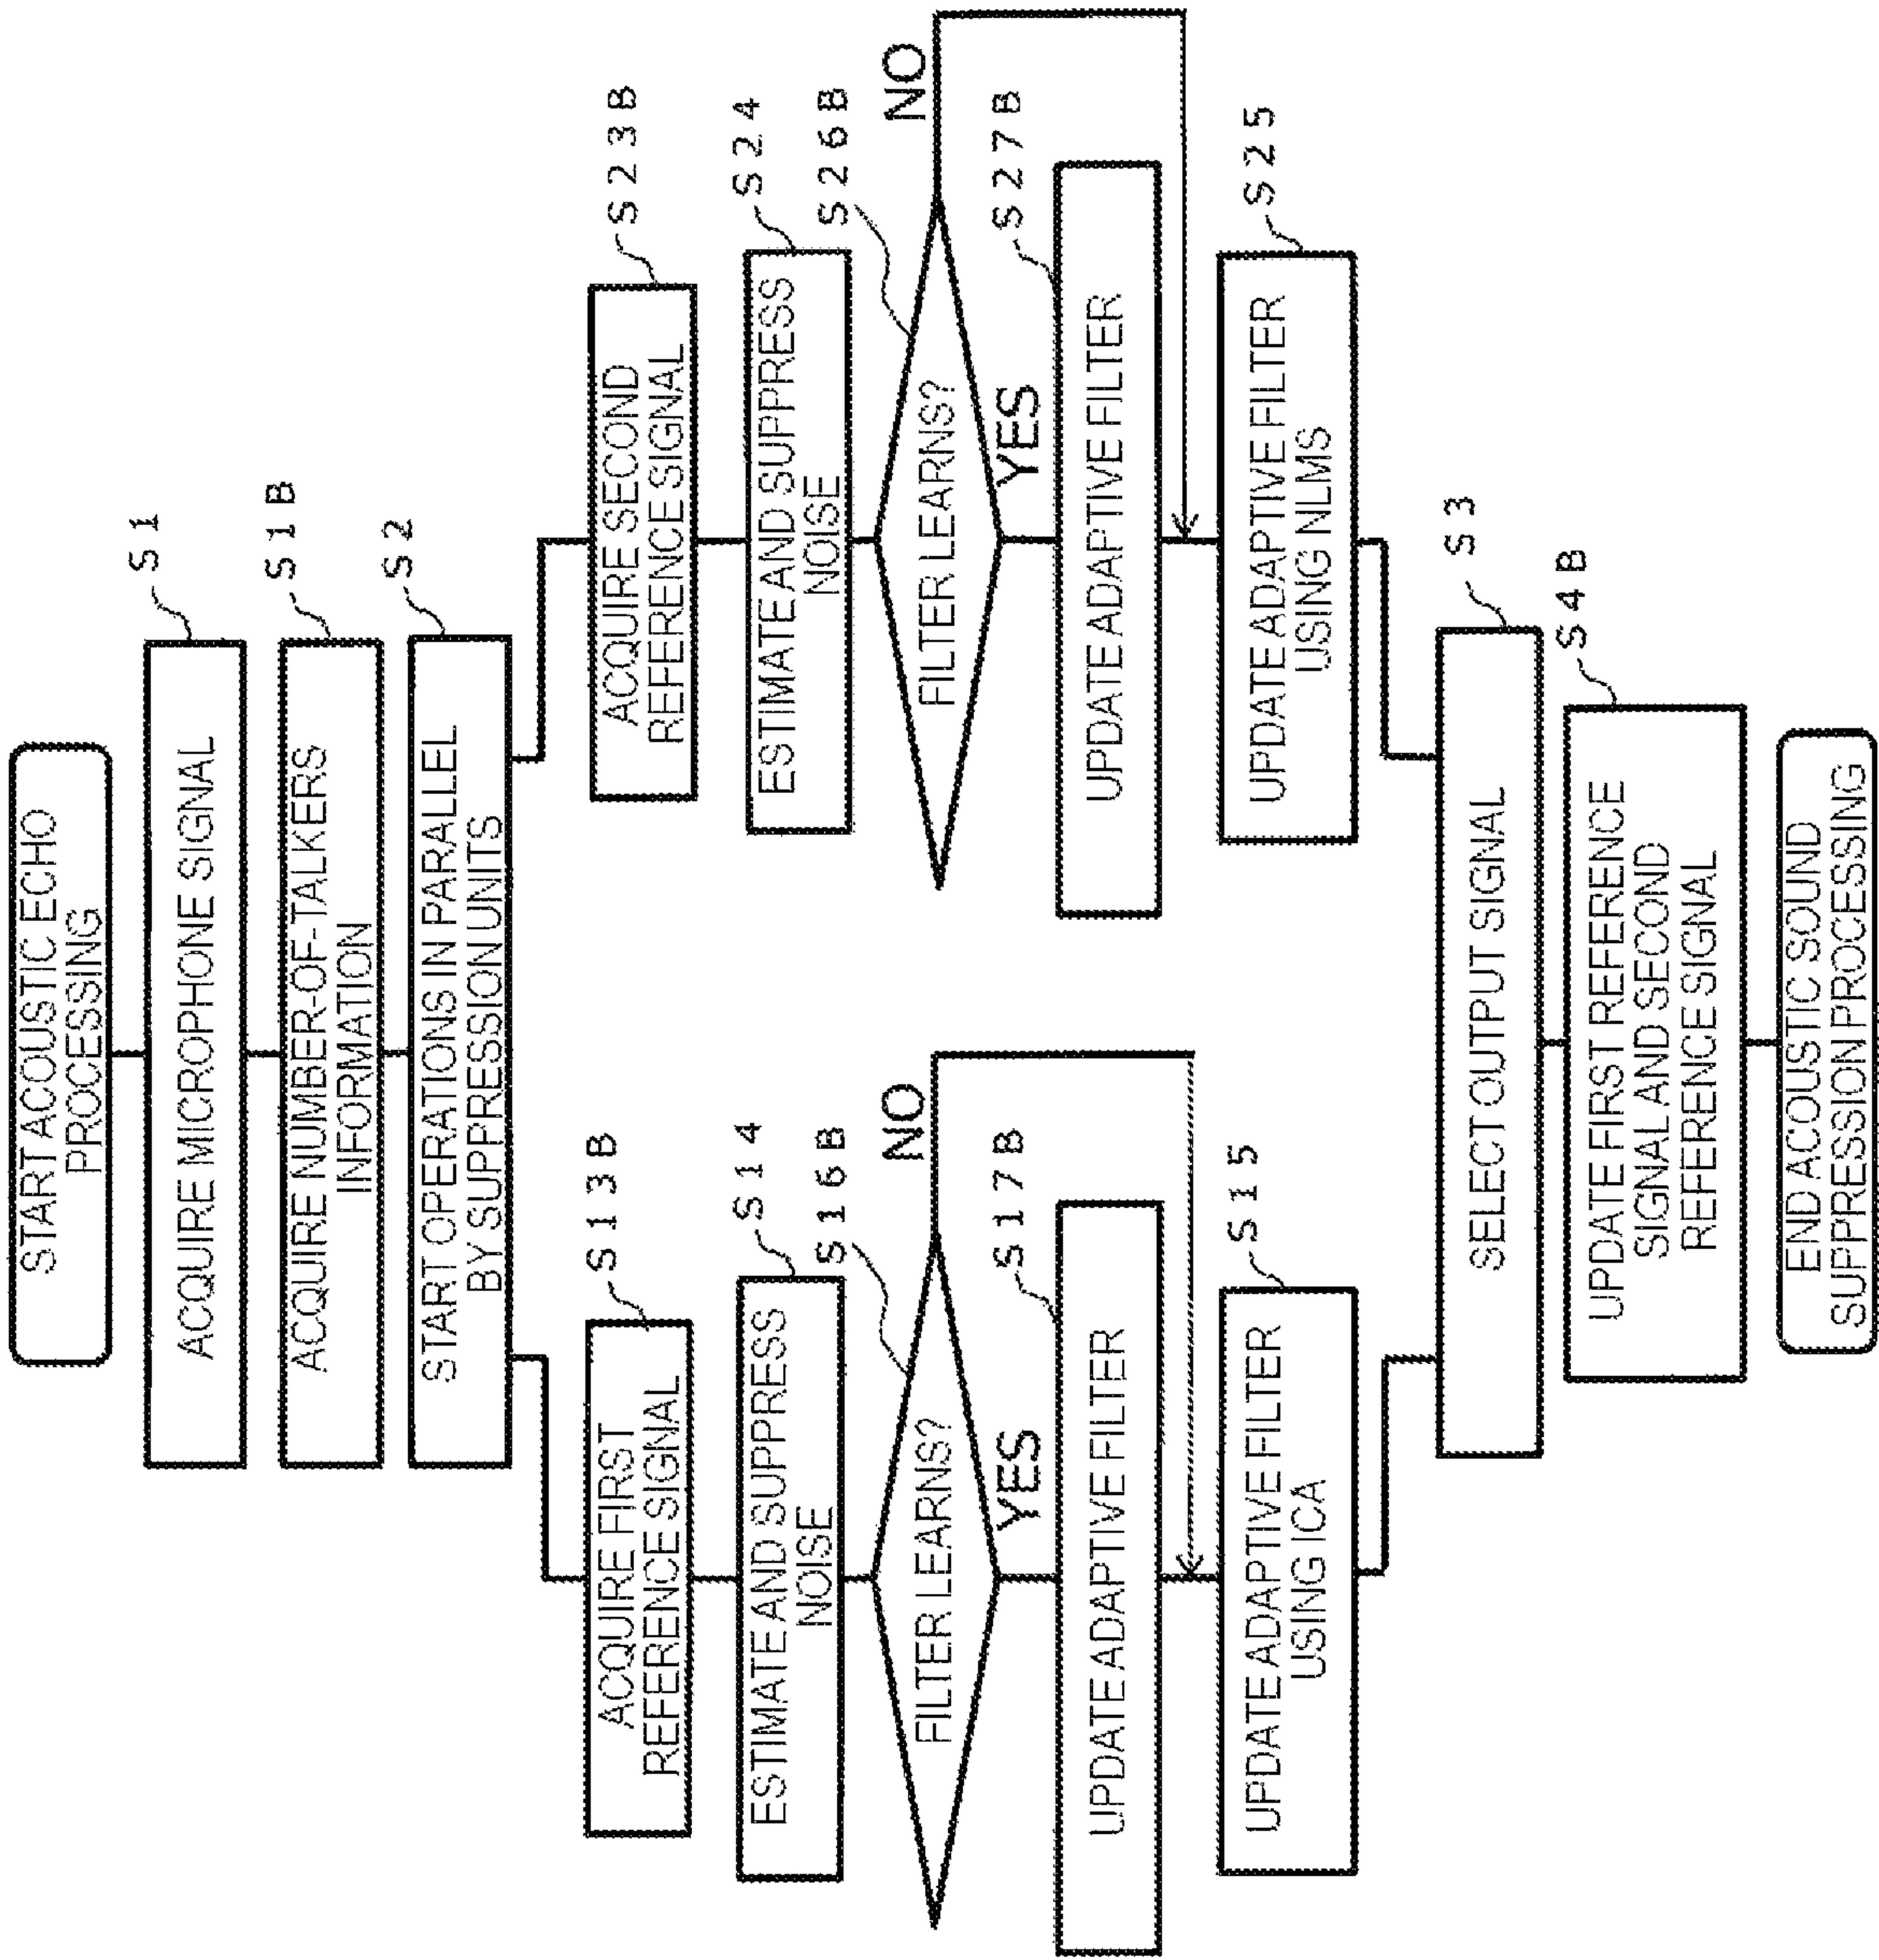 START ACOUSTIC ECHO
PROCESSING
S1
ACQUIRE MICROPHONE SIGNAL
S1B
ACQUIRE NUMBER-OF-TALKERS
INFORMATION
S2
START OPERATIONS IN PARALLEL
BY SUPPRESSION UNITS
S13B
ACQUIRE FIRST
REFERENCE SIGNAL
S14
ESTIMATE AND SUPPRESS
NOISE
S16B
FILTER LEARNS?
NO
YES
S17B
UPDATE ADAPTIVE FILTER
S15
UPDATE ADAPTIVE FILTER
USING ICA
S23B
ACQUIRE SECOND
REFERENCE SIGNAL
S24
ESTIMATE AND SUPPRESS
NOISE
S26B
FILTER LEARNS?
NO
YES
S27B
UPDATE ADAPTIVE FILTER
S25
UPDATE ADAPTIVE FILTER
USING NLMS
S3
SELECT OUTPUT SIGNAL
S4B
UPDATE FIRST REFERENCE
SIGNAL AND SECOND
REFERENCE SIGNAL
END ACOUSTIC SOUND
SUPPRESSION PROCESSING